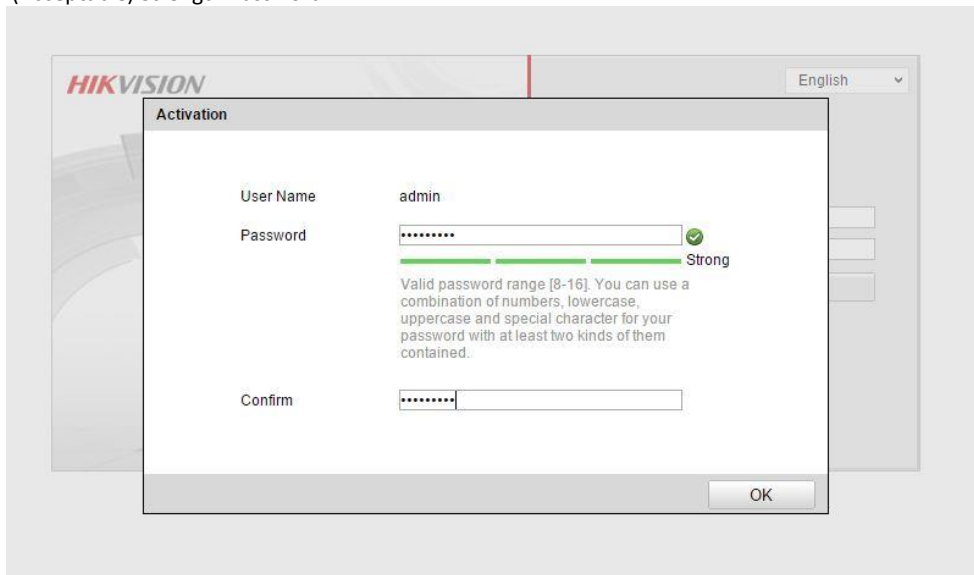 HIKVISION
English
Activation
User Name admin
Password •••••••••
Strong
Valid password range [8-16]. You can use a
combination of numbers, lowercase,
uppercase and special character for your
password with at least two kinds of them
contained.
Confirm •••••••••
OK